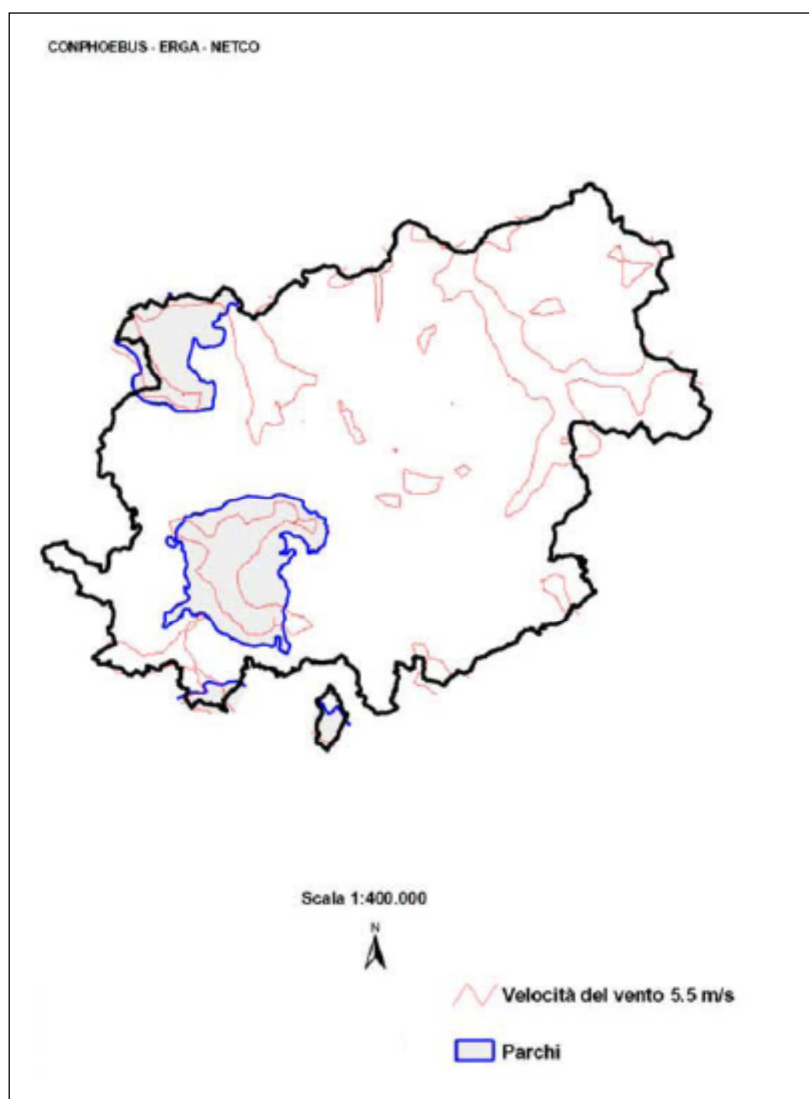 CONPHOEBUS - ERGA - NETCO
Scala 1:400.000
N
Velocità del vento 5.5 m/s
Parchi